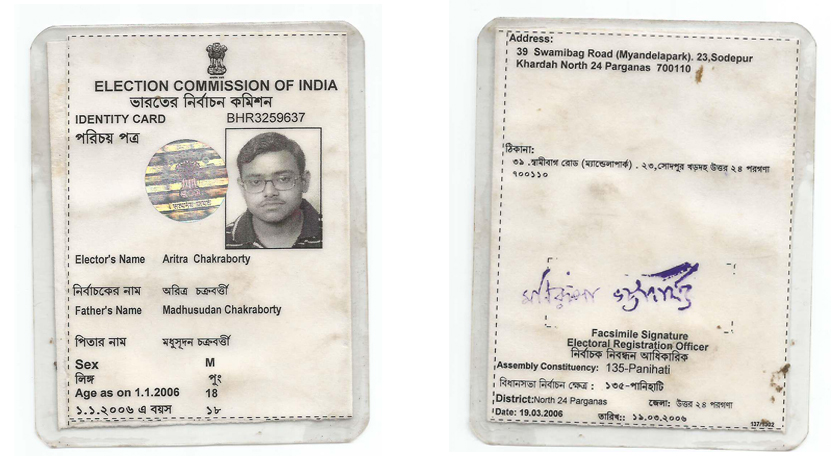 ELECTION COMMISSION OF INDIA
ভারতের নির্বাচন কমিশন
IDENTITY CARD BHR3259637
পরিচয় পত্র
Elector's Name Aritra Chakraborty
নির্বাচকের নাম অরিত্র চক্রবর্ত্তী
Father's Name Madhusudan Chakraborty
পিতার নাম মধুসূদন চক্রবর্ত্তী
Sex M
লিঙ্গ পুং
Age as on 1.1.2006 18
১.১.২০০৬ এ বয়স ১৮
Address:
39 Swamibag Road (Myandelapark). 23,Sodepur
Khardah North 24 Parganas 700110
ঠিকানা:
৩৯ .স্বামীবাগ রোড (ম্যান্ডেলাপার্ক) . ২৩,সোদপুর খড়দহ উত্তর ২৪ পরগণা
৭০০১১০
Facsimile Signature
Electoral Registration Officer
নির্বাচক নিবন্ধন আধিকারিক
Assembly Constituency: 135-Panihati
বিধানসভা নির্বাচন ক্ষেত্র : ১৩৫-পানিহাটি
District:North 24 Parganas জেলা: উত্তর ২৪ পরগণা
Date: 19.03.2006 তারিখ:: ১৯.০৩.২০০৬